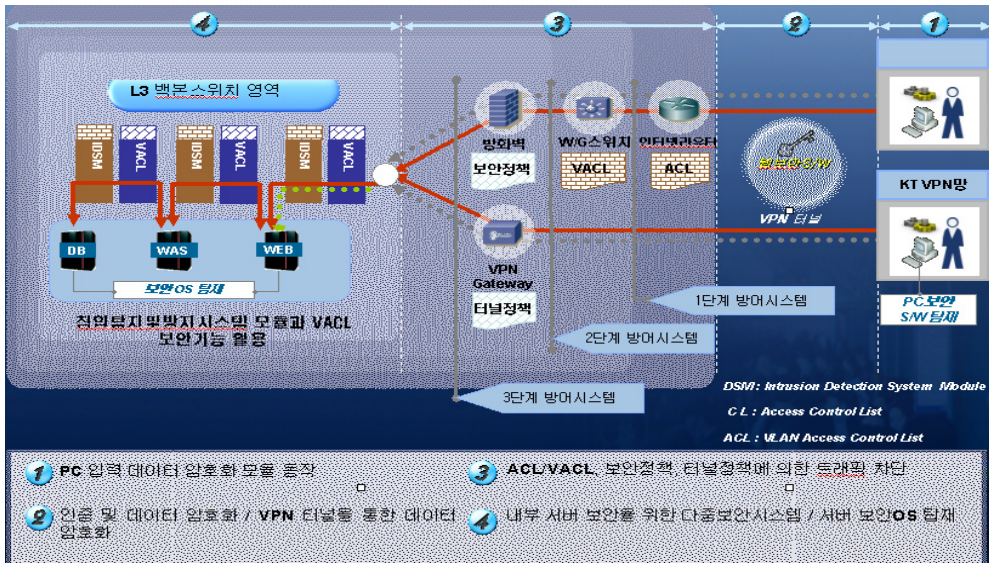 4
3
2
1
L3 백본스위치 영역
IDSM
VACL
IDSM
VACL
IDSM
VACL
방화벽
보안정책
W/G스위치
VACL
인터넷라우터
ACL
웹보안S/W
VPN 터널
KT VPN망
DB
WAS
WEB
보안OS 탑재
VPN
Gateway
터널정책
침입탐지및방지시스템 모듈과 VACL
보안기능 활용
1단계 방어시스템
2단계 방어시스템
3단계 방어시스템
PC보안
S/W탑재
DSM : Intrusion Detection System Module
C L : Access Control List
ACL : VLAN Access Control List
1 PC 입력 데이터 암호화 모듈 동작
2 인증 및 데이터 암호화 / VPN 터널을 통한 데이터
암호화
3 ACL/VACL, 보안정책, 터널정책에 의한 트래픽 차단
4 내부 서버 보안을 위한 다중보안시스템 / 서버 보안OS 탑재